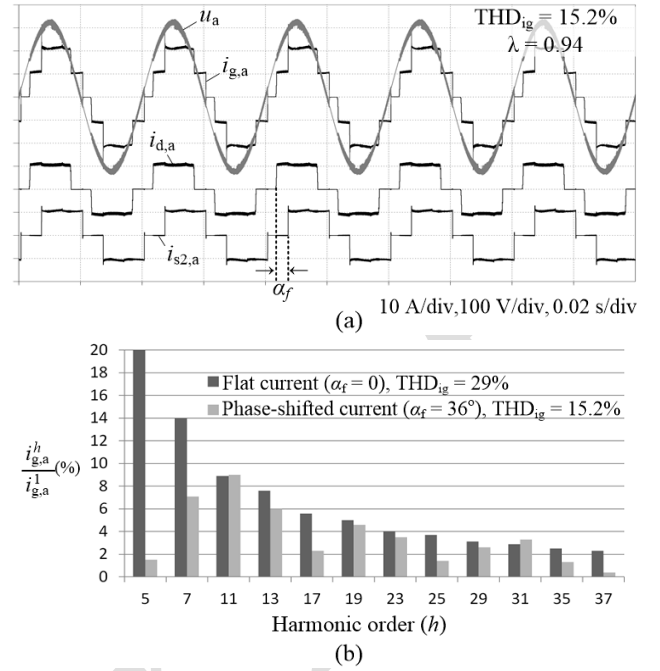 THD_ig = 15.2%
λ = 0.94
u_a
i_g,a
i_d,a
i_s2,a
α_f
(a)
10 A/div,100 V/div, 0.02 s/div
20
18
16
14
12
10
8
6
4
2
0
Flat current (α_f = 0), THD_ig = 29%
Phase-shifted current (α_f = 36°), THD_ig = 15.2%
i^h_g,a / i^1_g,a (%)
5 7 11 13 17 19 23 25 29 31 35 37
Harmonic order (h)
(b)